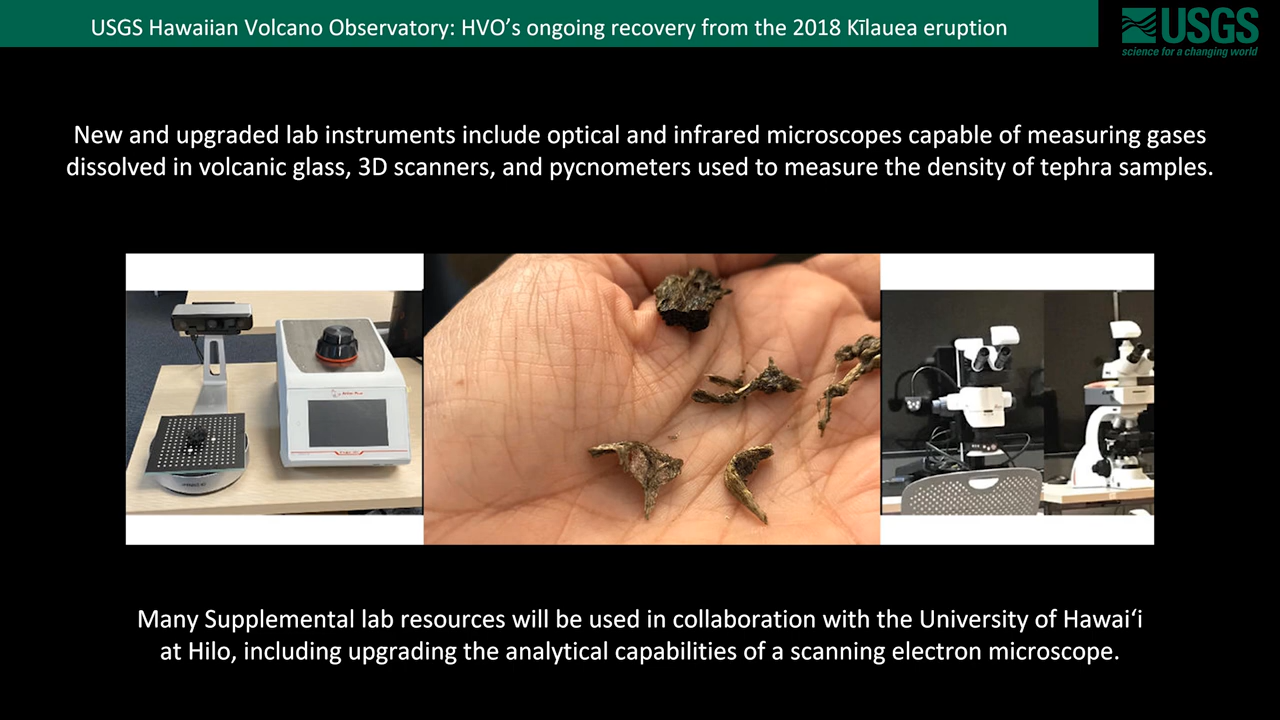 USGS Hawaiian Volcano Observatory: HVO’s ongoing recovery from the 2018 Kīlauea eruption
USGS
science for a changing world
New and upgraded lab instruments include optical and infrared microscopes capable of measuring gases
dissolved in volcanic glass, 3D scanners, and pycnometers used to measure the density of tephra samples.
Many Supplemental lab resources will be used in collaboration with the University of Hawaiʻi
at Hilo, including upgrading the analytical capabilities of a scanning electron microscope.